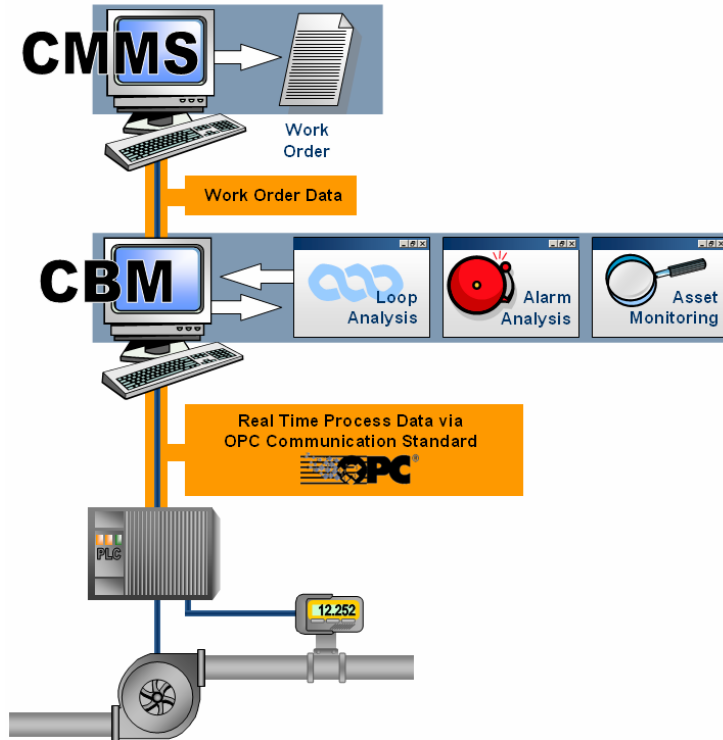 CMMS
Work
Order
Work Order Data
CBM
Loop
Analysis
Alarm
Analysis
Asset
Monitoring
Real Time Process Data via
OPC Communication Standard
OPC®
PLC
12.252